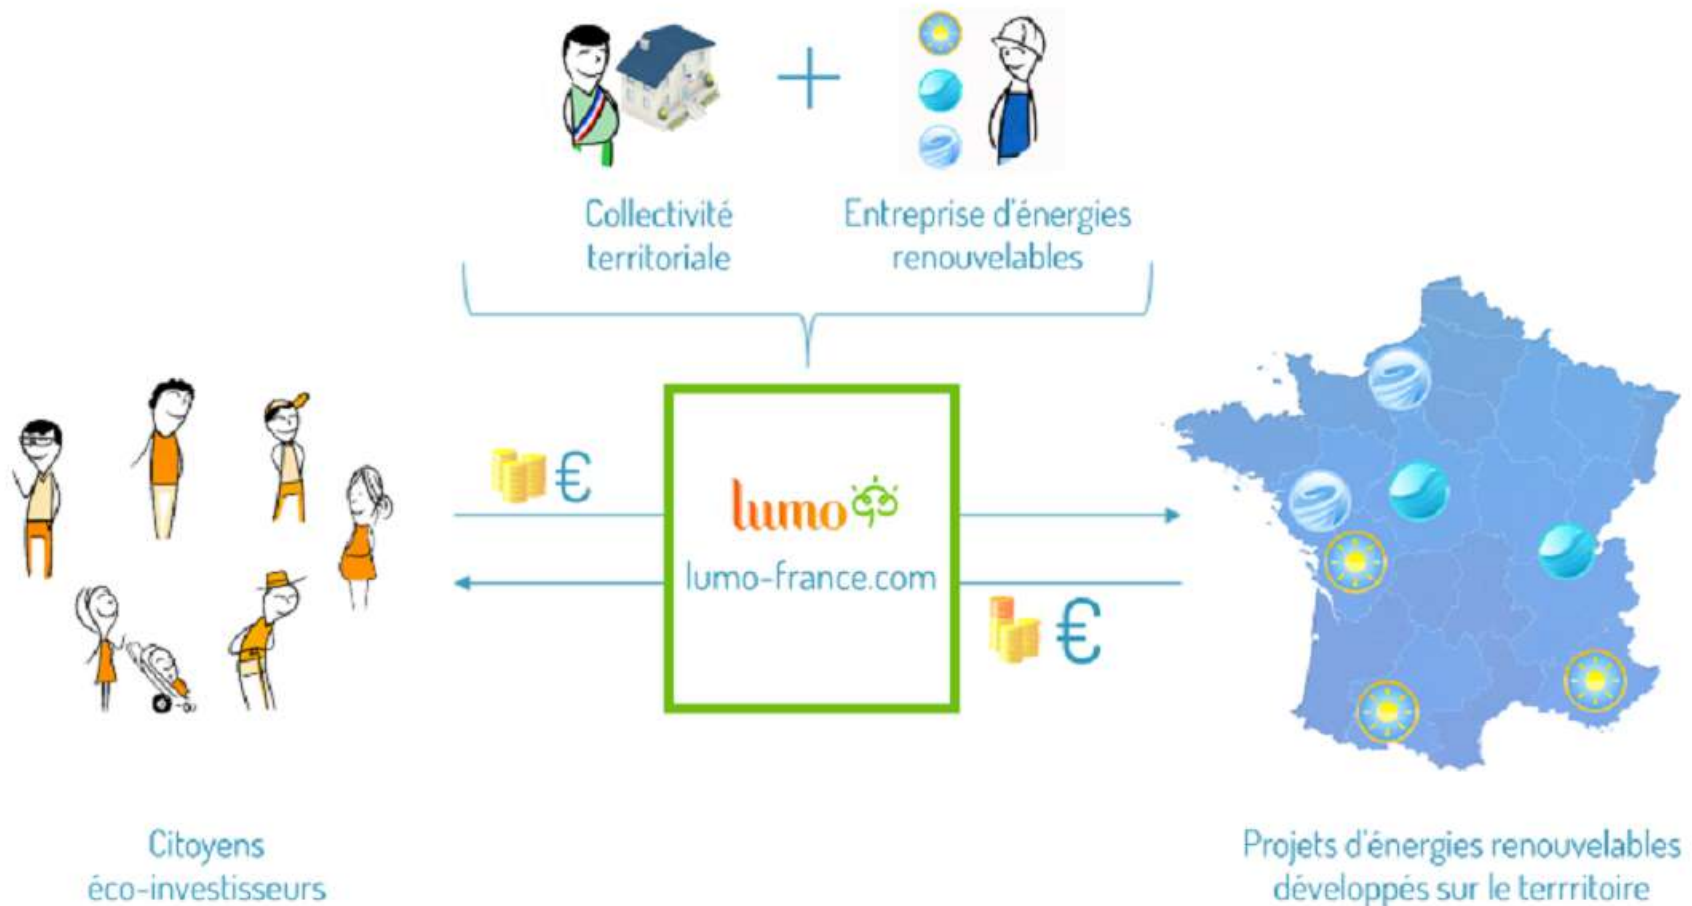 Collectivité
territoriale
Entreprise d'énergies
renouvelables
€
lumo
lumo-france.com
€
Citoyens
éco-investisseurs
Projets d'énergies renouvelables
développés sur le terrritoire